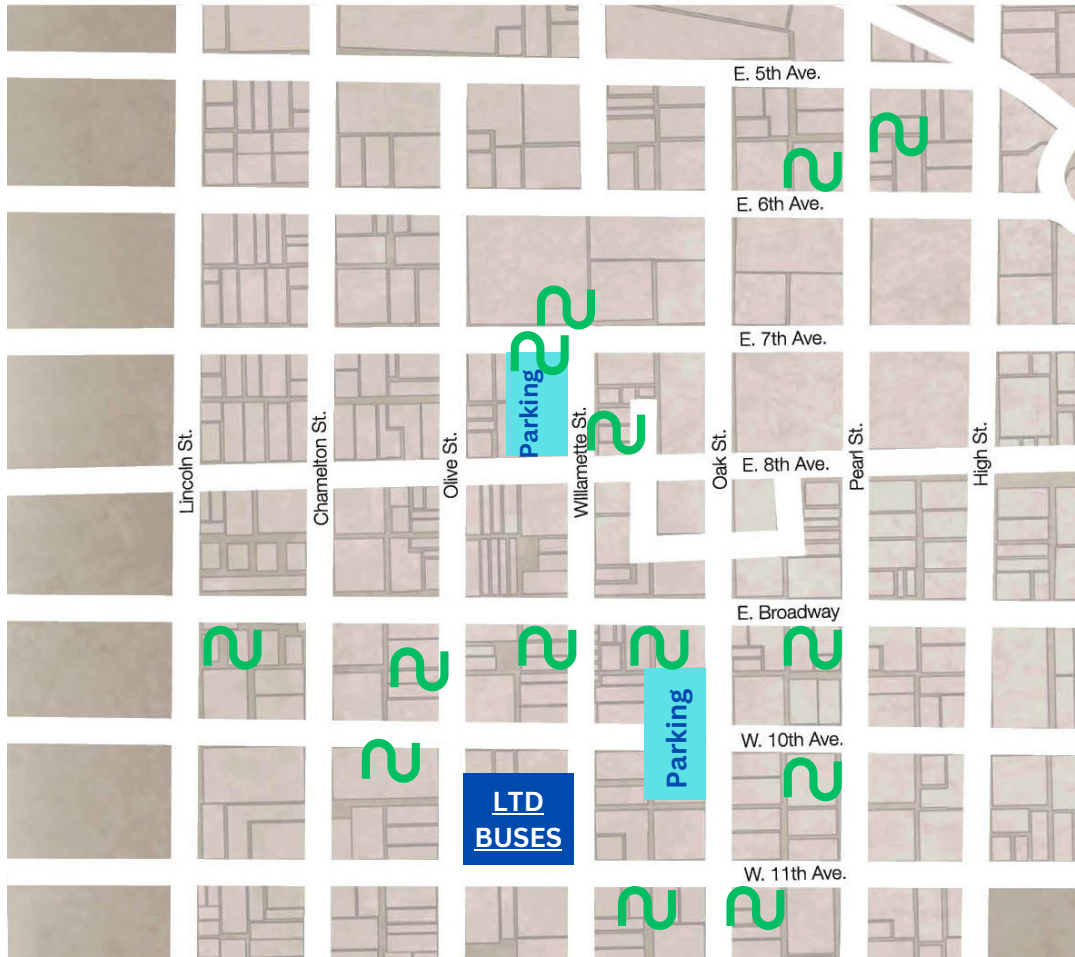 E. 5th Ave.
E. 6th Ave.
E. 7th Ave.
Parking
Lincoln St.
Chamelton St.
Olive St.
Willamette St.
Oak St.
E. 8th Ave.
Pearl St.
High St.
E. Broadway
Parking
W. 10th Ave.
LTD
BUSES
W. 11th Ave.